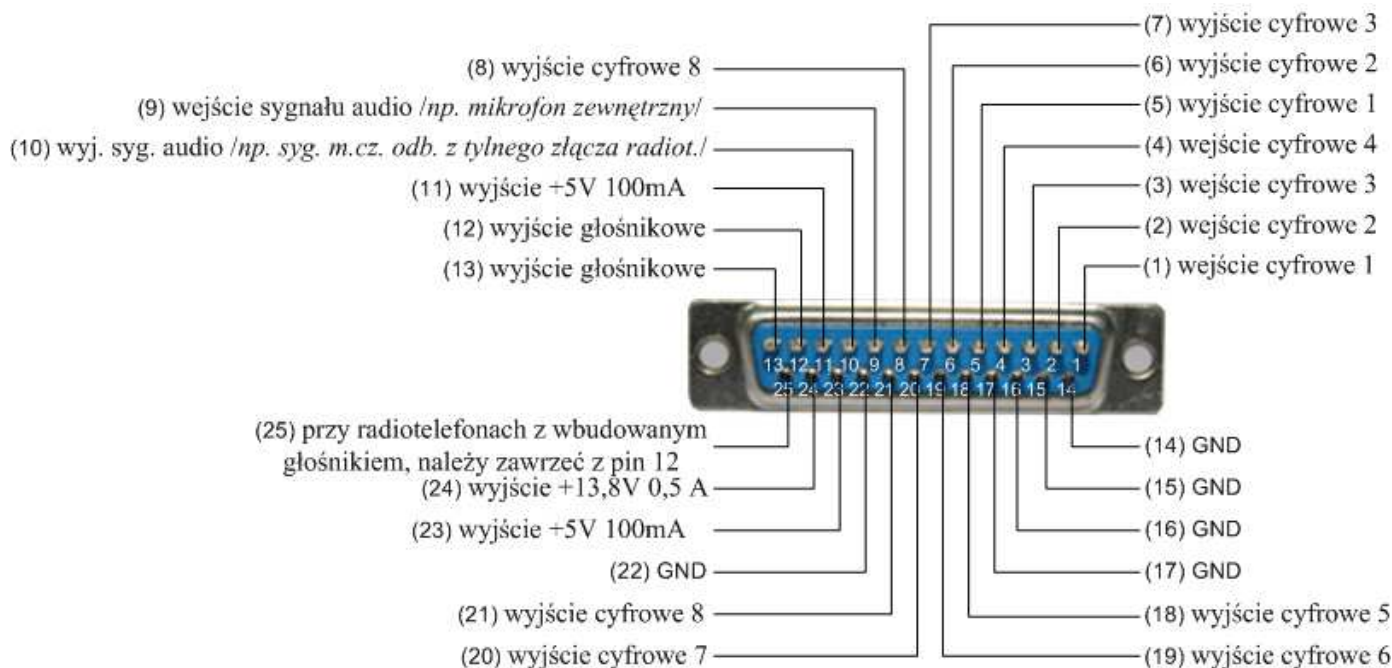 (7) wyjście cyfrowe 3
(8) wyjście cyfrowe 8
(6) wyjście cyfrowe 2
(9) wejście sygnału audio /np. mikrofon zewnętrzny/
(5) wyjście cyfrowe 1
(10) wyj. syg. audio /np. syg. m.cz. odb. z tylnego złącza radiot./
(4) wejście cyfrowe 4
(11) wyjście +5V 100mA
(3) wejście cyfrowe 3
(12) wyjście głośnikowe
(2) wejście cyfrowe 2
(13) wyjście głośnikowe
(1) wejście cyfrowe 1
13 12 11 10 9 8 7 6 5 4 3 2 1
25 24 23 22 21 20 19 18 17 16 15 14
(25) przy radiotelefonach z wbudowanym
głośnikiem, należy zawrzeć z pin 12
(14) GND
(24) wyjście +13,8V 0,5 A
(15) GND
(23) wyjście +5V 100mA
(16) GND
(22) GND
(17) GND
(21) wyjście cyfrowe 8
(18) wyjście cyfrowe 5
(20) wyjście cyfrowe 7
(19) wyjście cyfrowe 6